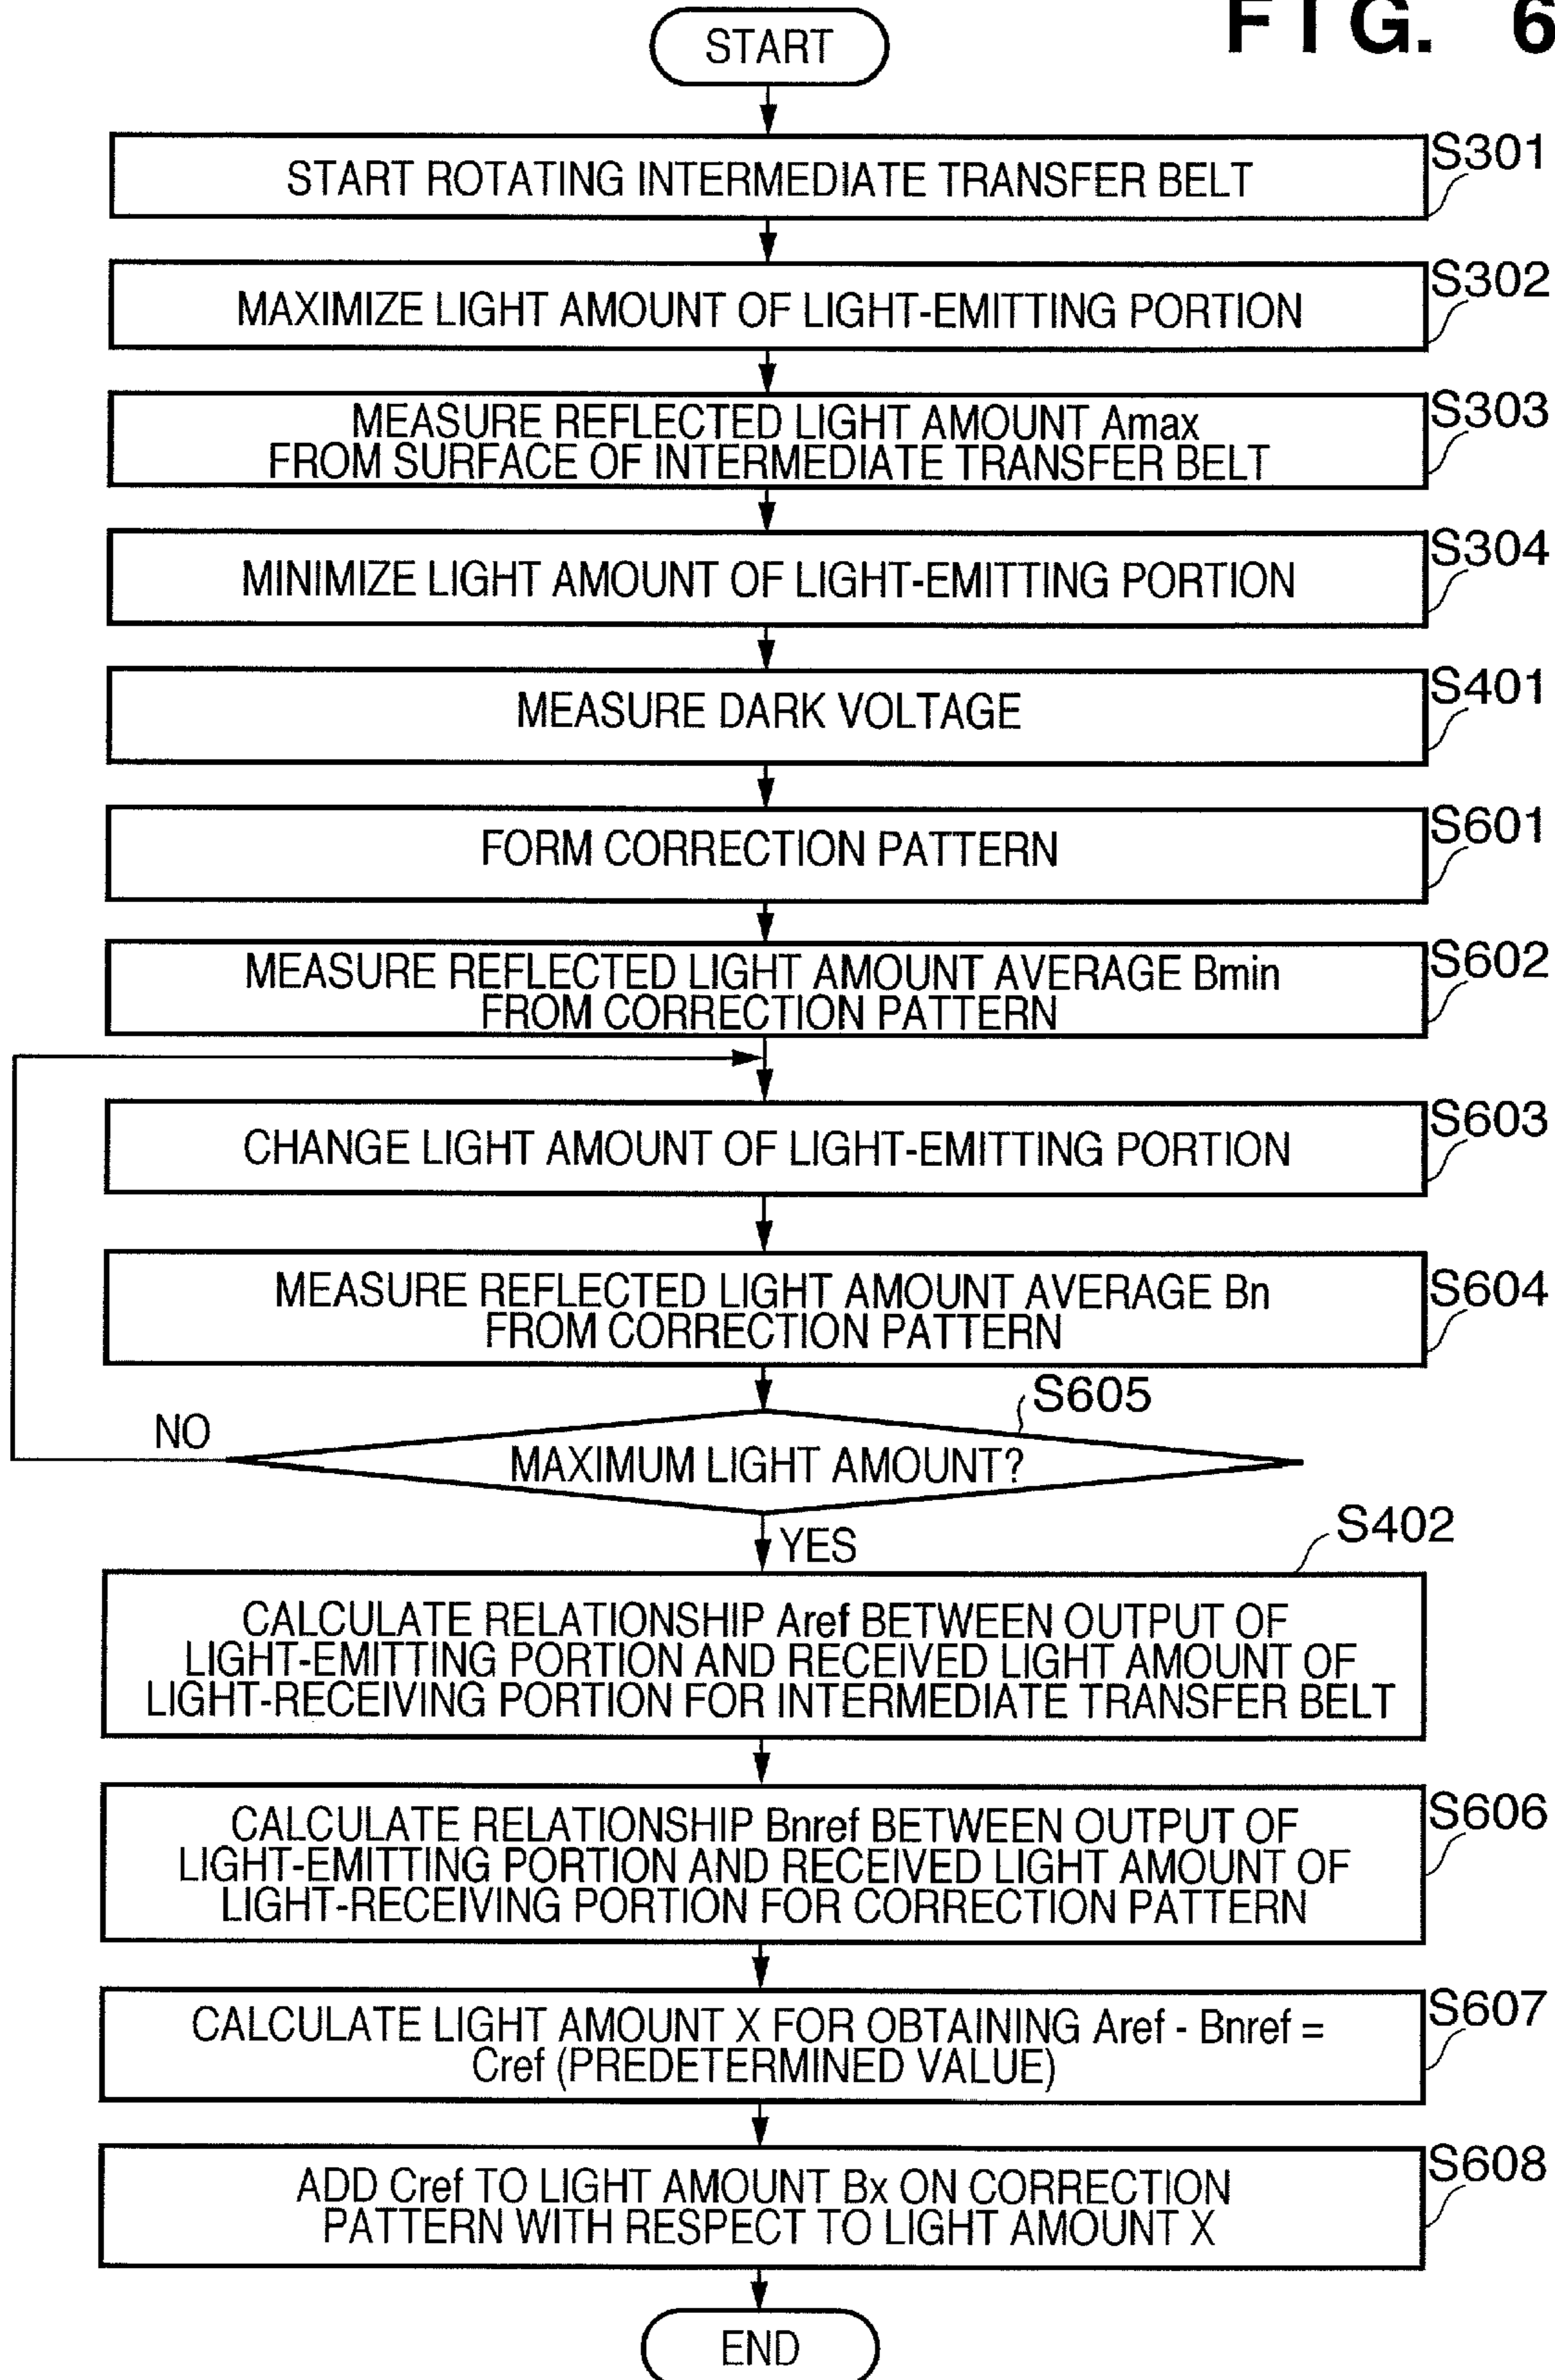 FIG. 6
START
S301
START ROTATING INTERMEDIATE TRANSFER BELT
S302
MAXIMIZE LIGHT AMOUNT OF LIGHT-EMITTING PORTION
S303
MEASURE REFLECTED LIGHT AMOUNT Amax
FROM SURFACE OF INTERMEDIATE TRANSFER BELT
S304
MINIMIZE LIGHT AMOUNT OF LIGHT-EMITTING PORTION
S401
MEASURE DARK VOLTAGE
S601
FORM CORRECTION PATTERN
S602
MEASURE REFLECTED LIGHT AMOUNT AVERAGE Bmin
FROM CORRECTION PATTERN
S603
CHANGE LIGHT AMOUNT OF LIGHT-EMITTING PORTION
S604
MEASURE REFLECTED LIGHT AMOUNT AVERAGE Bn
FROM CORRECTION PATTERN
S605
NO
MAXIMUM LIGHT AMOUNT?
YES
S402
CALCULATE RELATIONSHIP Aref BETWEEN OUTPUT OF
LIGHT-EMITTING PORTION AND RECEIVED LIGHT AMOUNT OF
LIGHT-RECEIVING PORTION FOR INTERMEDIATE TRANSFER BELT
S606
CALCULATE RELATIONSHIP Bnref BETWEEN OUTPUT OF
LIGHT-EMITTING PORTION AND RECEIVED LIGHT AMOUNT OF
LIGHT-RECEIVING PORTION FOR CORRECTION PATTERN
S607
CALCULATE LIGHT AMOUNT X FOR OBTAINING Aref - Bnref =
Cref (PREDETERMINED VALUE)
S608
ADD Cref TO LIGHT AMOUNT Bx ON CORRECTION
PATTERN WITH RESPECT TO LIGHT AMOUNT X
END